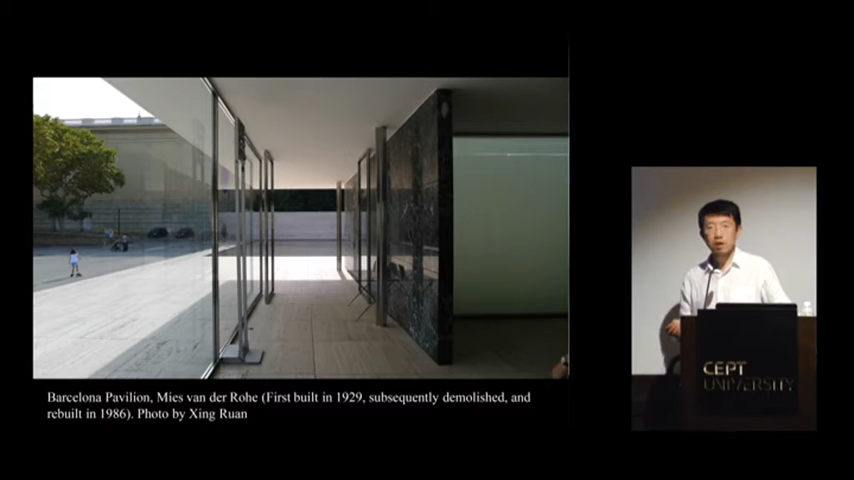 Barcelona Pavilion, Mies van der Rohe (First built in 1929, subsequently demolished, and
rebuilt in 1986). Photo by Xing Ruan
CEPT
UNIVERSITY